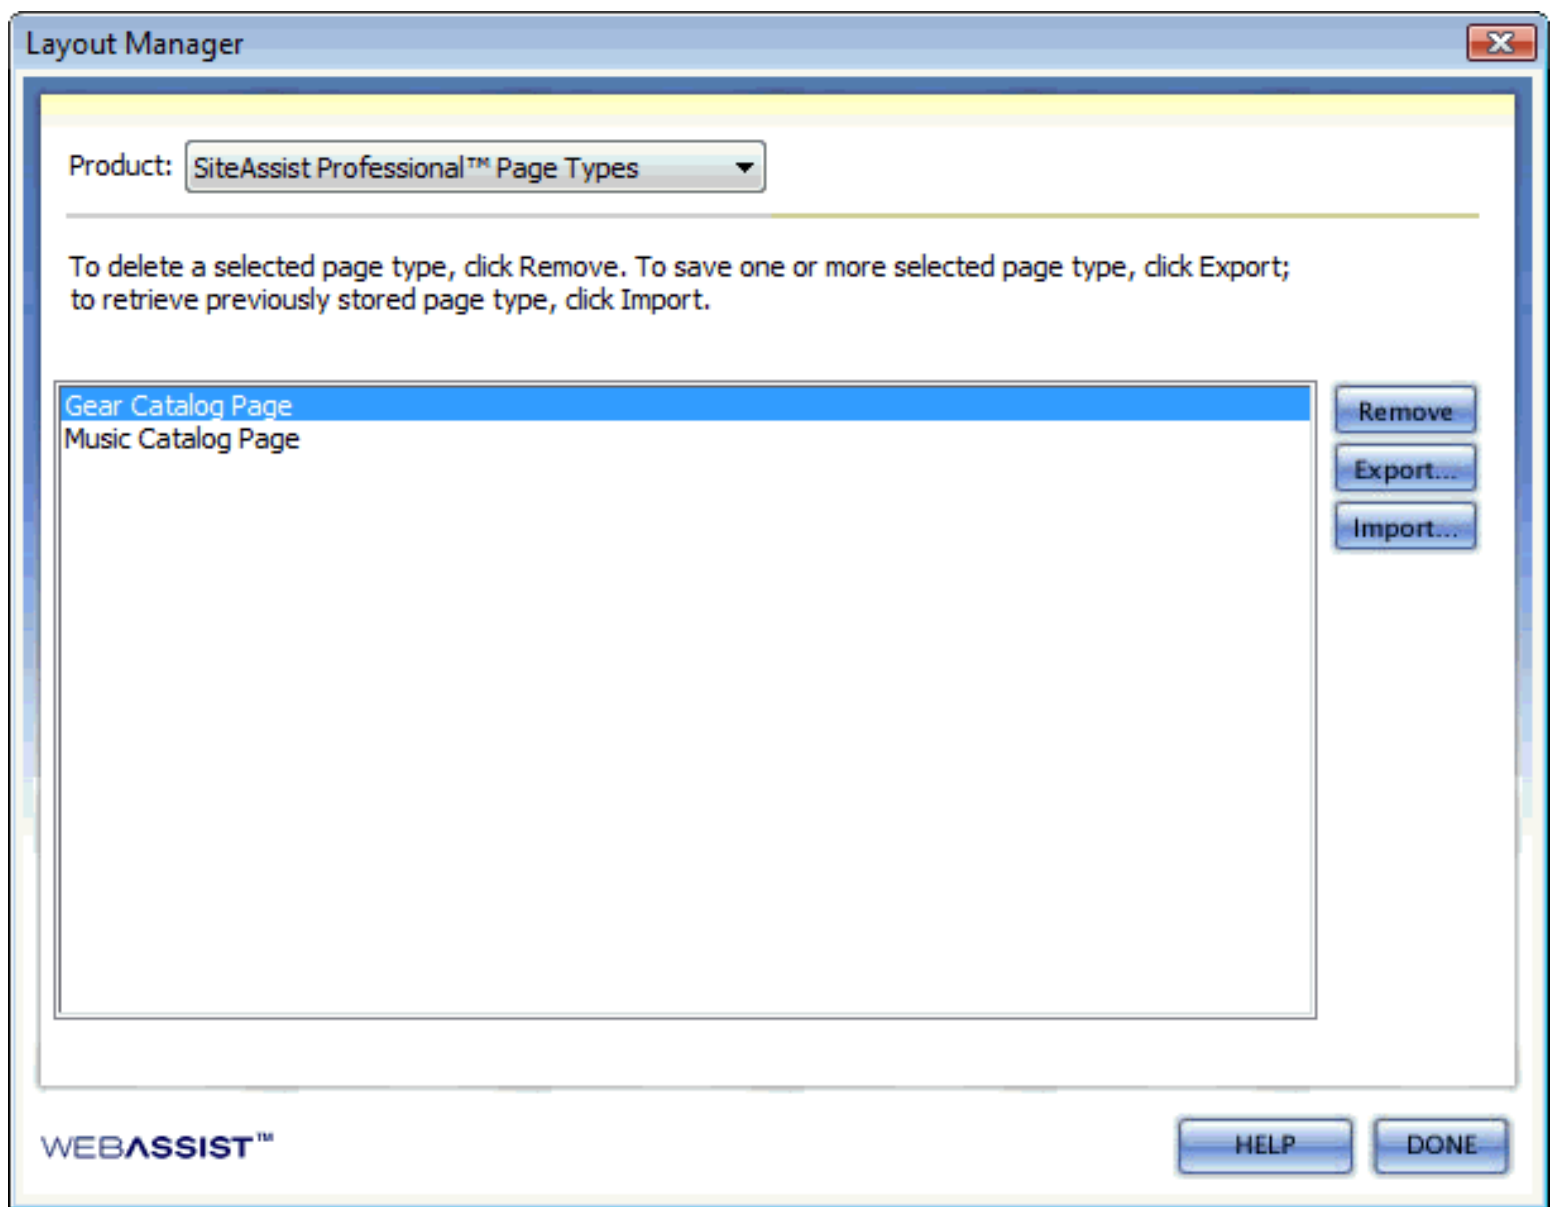 Layout Manager
Product: SiteAssist Professional™ Page Types
To delete a selected page type, click Remove. To save one or more selected page type, click Export;
to retrieve previously stored page type, click Import.
Gear Catalog Page
Music Catalog Page
Remove
Export...
Import...
WEBASSIST™
HELP
DONE